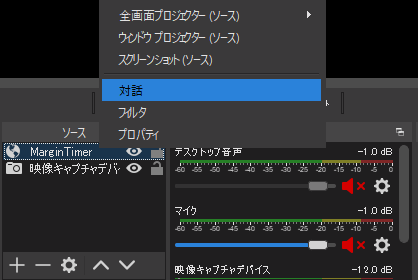 全画面プロジェクター (ソース)
ウィンドウ プロジェクター (ソース)
スクリーンショット (ソース)
対話
フィルタ
プロパティ
ソース
MarginTimer
映像キャプチャデバ
デスクトップ音声
-1.0 dB
-60 -55 -50 -45 -40 -35 -30 -25 -20 -15 -10 -5 0
マイク
-1.0 dB
-60 -55 -50 -45 -40 -35 -30 -25 -20 -15 -10 -5 0
映像キャプチャデバイス
-12.0 dB